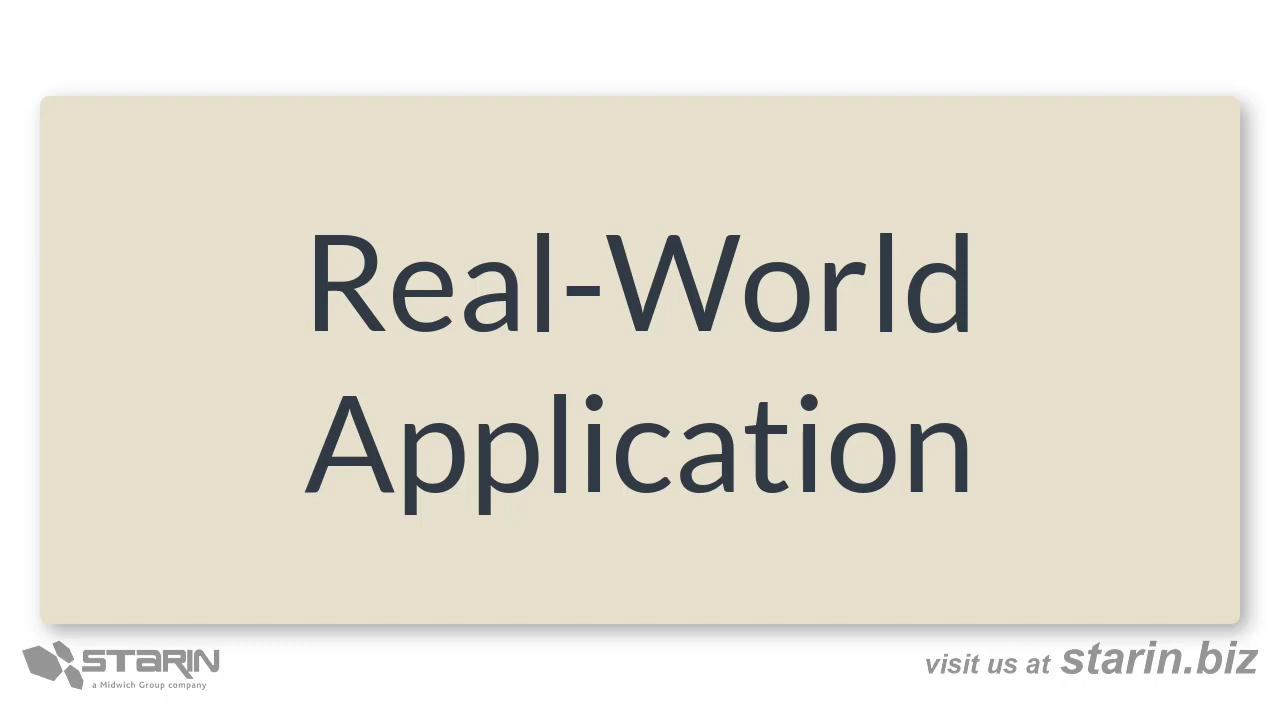 Real-World
Application
STARIN
a Midwich Group company
visit us at starin.biz